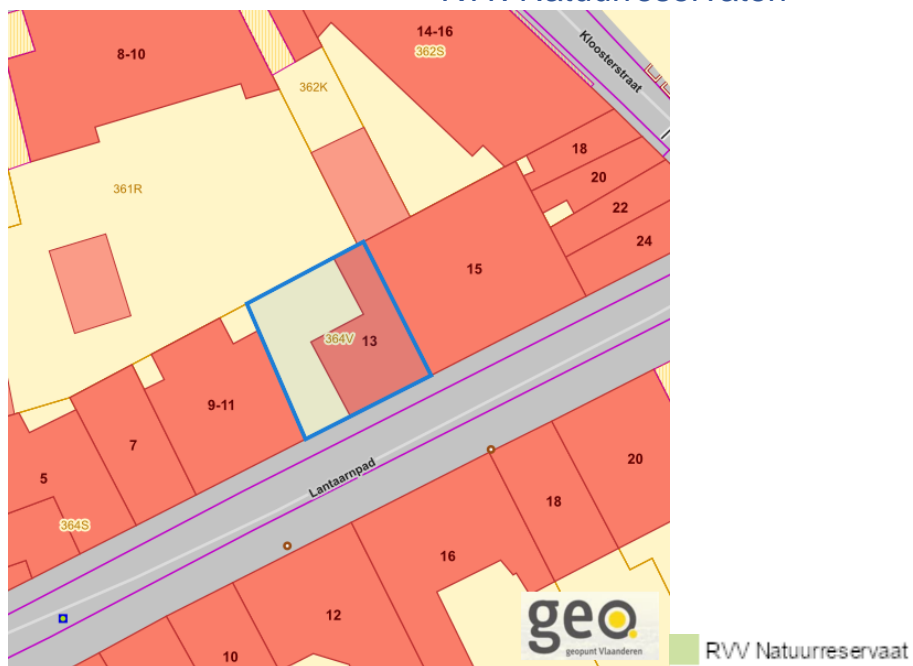 RVV Natuurreservaten
8-10
14-16
362S
Kloosterstraat
362K
18
20
361R
22
24
15
364V
13
9-11
7
5
Lantaarnpad
20
364S
18
16
12
geo
geopunt Vlaanderen
10
RVV Natuurreservaat